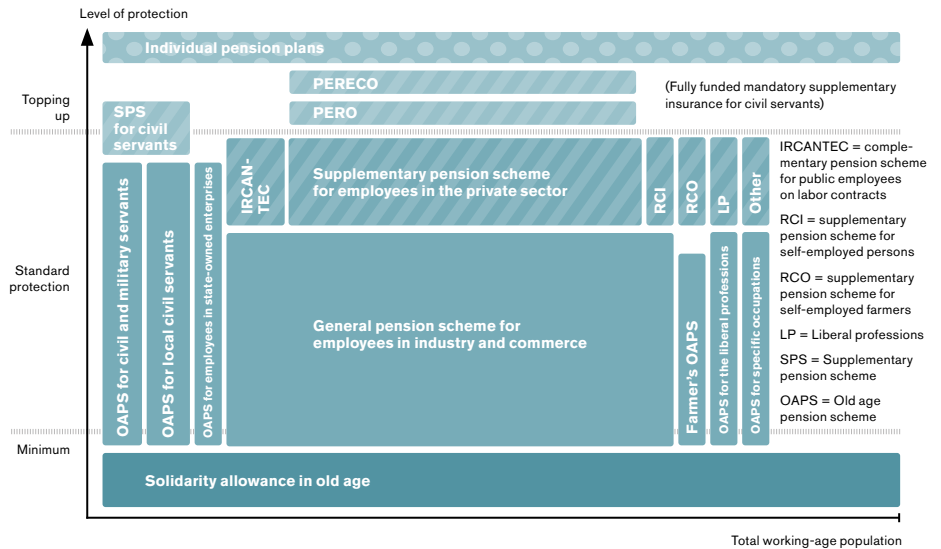 Level of protection
Individual pension plans
PERECO
(Fully funded mandatory supplementary
insurance for civil servants)
Topping
up
SPS
for civil
servants
PERO
IRCAN-
TEC
Supplementary pension scheme
for employees in the private sector
RCI
RCO
LP
Other
IRCANTEC = comple-
mentary pension scheme
for public employees
on labor contracts
RCI = supplementary
pension scheme for
self-employed persons
RCO = supplementary
pension scheme for
self-employed farmers
LP = Liberal professions
SPS = Supplementary
pension scheme
OAPS = Old age
pension scheme
Standard
protection
OAPS for civil and military servants
OAPS for local civil servants
OAPS for employees in state-owned enterprises
General pension scheme for
employees in industry and commerce
Farmer's OAPS
OAPS for the liberal professions
OAPS for specific occupations
Minimum
Solidarity allowance in old age
Total working-age population